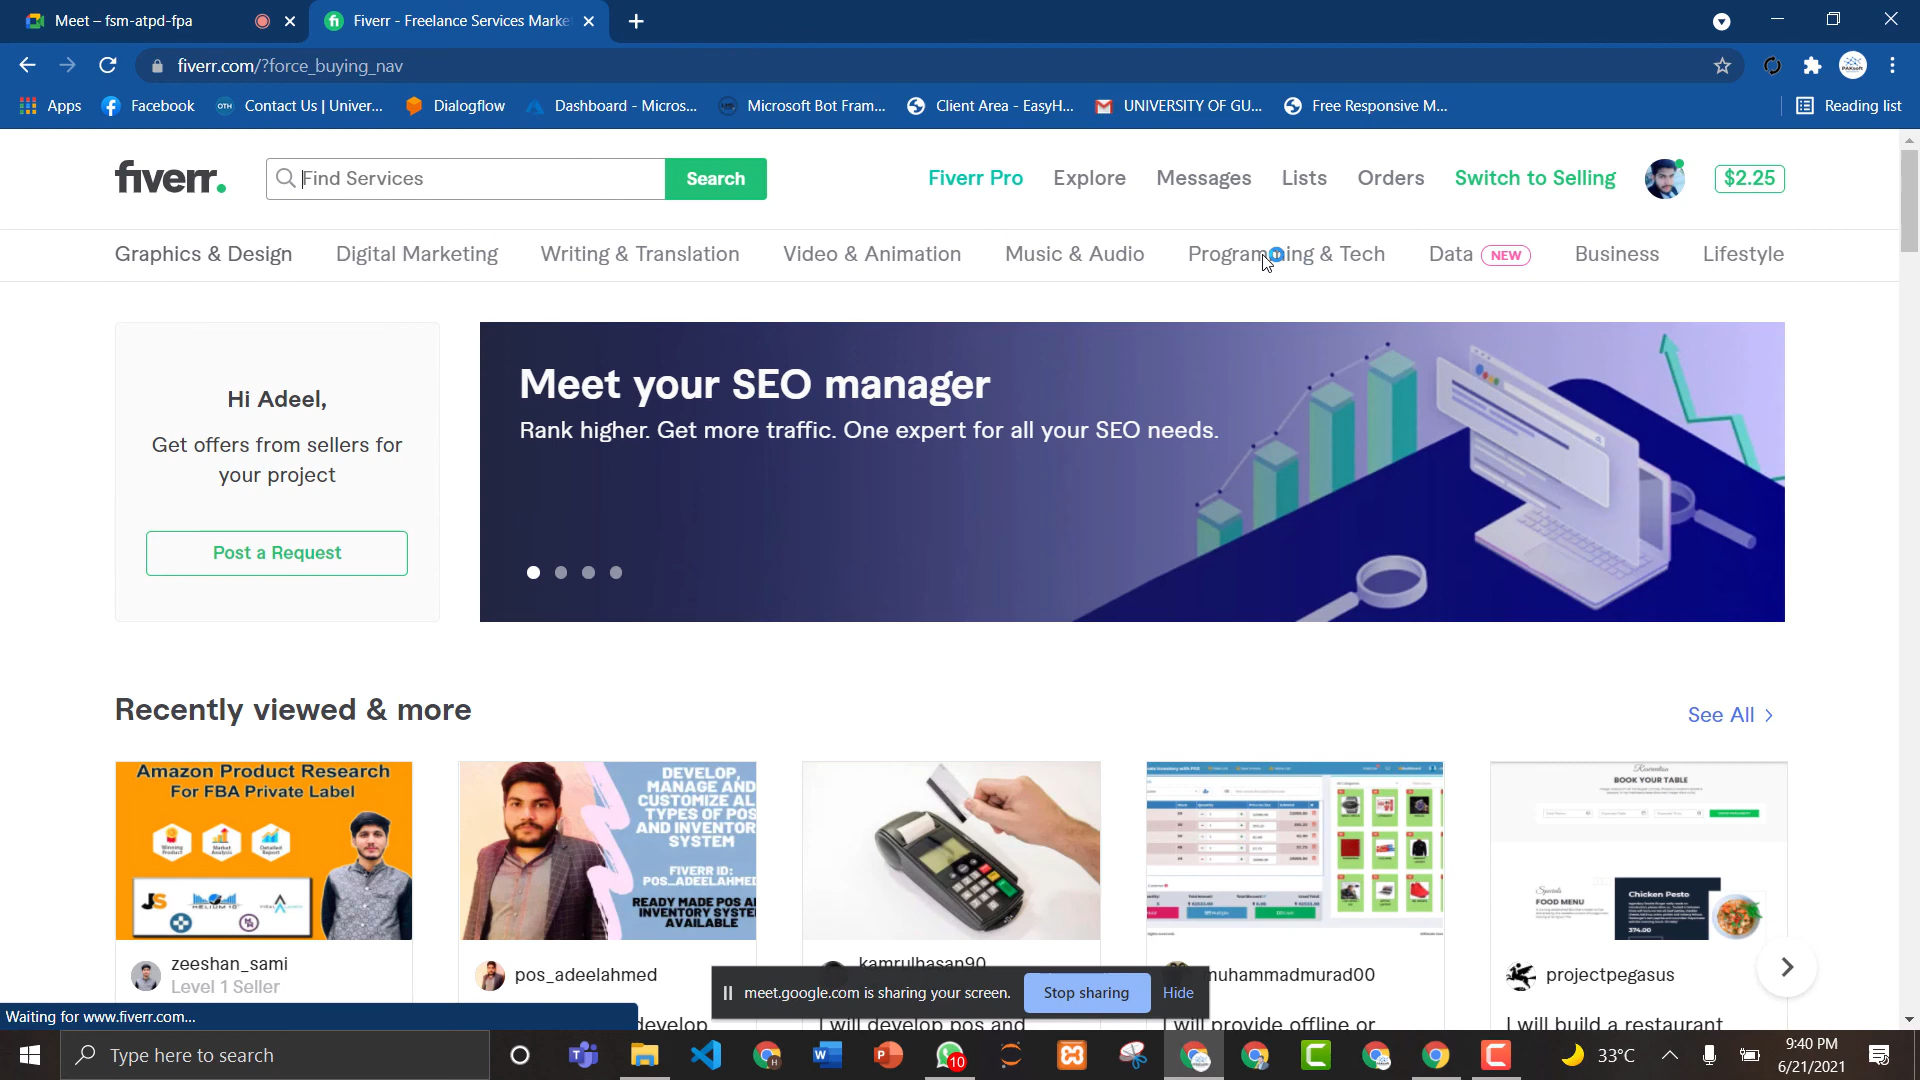 Meet – fsm-atpd-fpa
Fiverr - Freelance Services Marke
fiverr.com/?force_buying_nav
Apps
Facebook
OTH
Contact Us | Univer...
Dialogflow
Dashboard - Micros...
Microsoft Bot Fram...
Client Area - EasyH...
UNIVERSITY OF GU...
Free Responsive M...
Reading list
fiverr.
Find Services
Search
Fiverr Pro
Explore
Messages
Lists
Orders
Switch to Selling
$2.25
Graphics & Design
Digital Marketing
Writing & Translation
Video & Animation
Music & Audio
Programming & Tech
Data NEW
Business
Lifestyle
Hi Adeel,
Get offers from sellers for
your project
Post a Request
Meet your SEO manager
Rank higher. Get more traffic. One expert for all your SEO needs.
Recently viewed & more
See All
Amazon Product Research
For FBA Private Label
JS
DEVELOP,
MANAGE AND
CUSTOMIZE AL
TYPES OF POS
AND INVENTOR
SYSTEM
FIVERR ID:
POS_ADEELAHMED
READY MADE POS A
INVENTORY SYSTE
AVAILABLE
Reservation
BOOK YOUR TABLE
Specials
FOOD MENU
Chicken Pesto
374.00
zeeshan_sami
Level 1 Seller
pos_adeelahmed
kamrulhasan90
muhammadmurad00
projectpegasus
develop
I will develop pos and
I will provide offline or
I will build a restaurant
meet.google.com is sharing your screen.
Stop sharing
Hide
Waiting for www.fiverr.com...
Type here to search
10
33°C
9:40 PM
6/21/2021